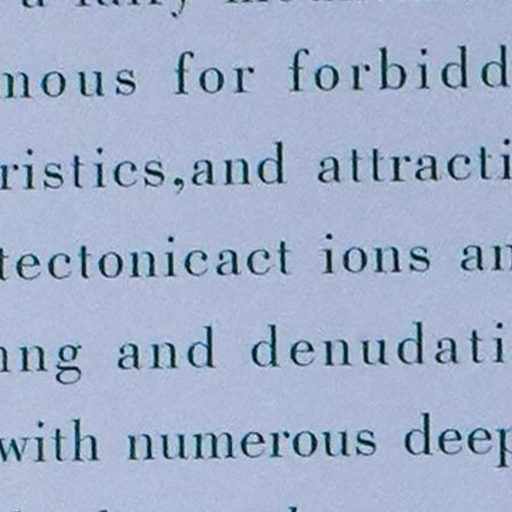 nous for forbidd
ristics,and attracti
tectonicact ions an
ng and denudati
with numerous deep